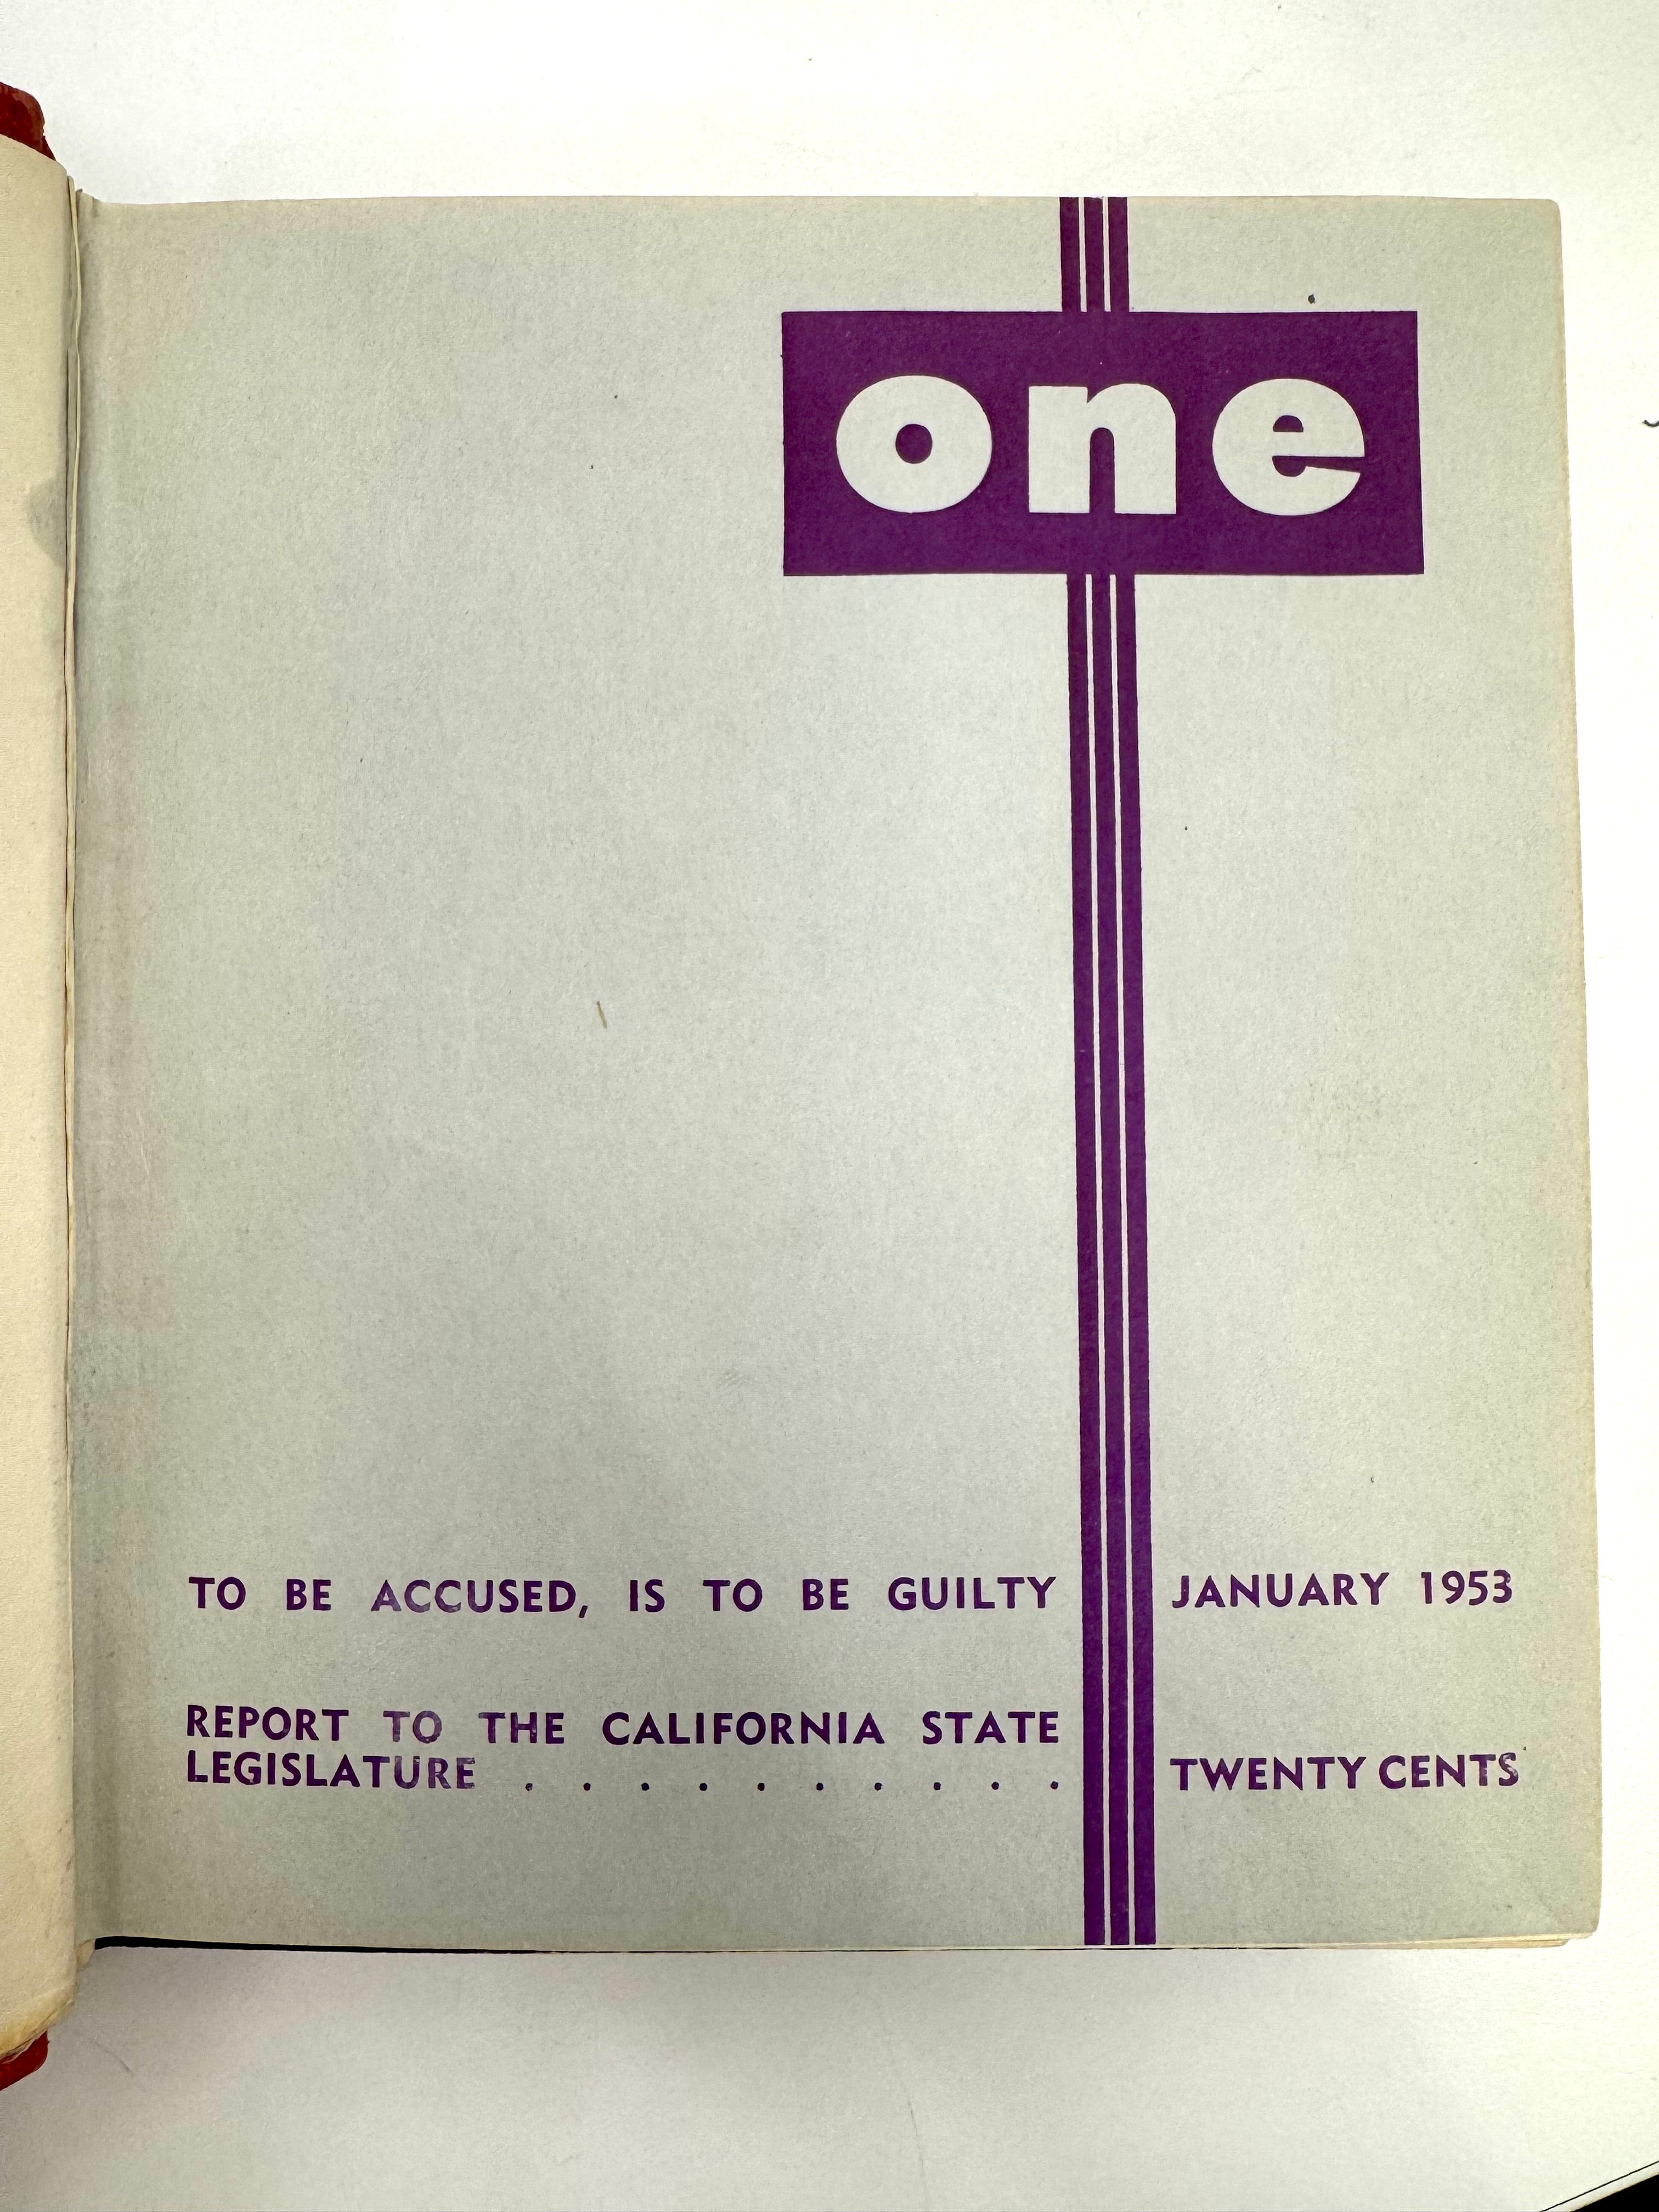 one
TO BE ACCUSED, IS TO BE GUILTY
JANUARY 1953
REPORT TO THE CALIFORNIA STATE
LEGISLATURE . . . . . . . . . .
TWENTY CENTS